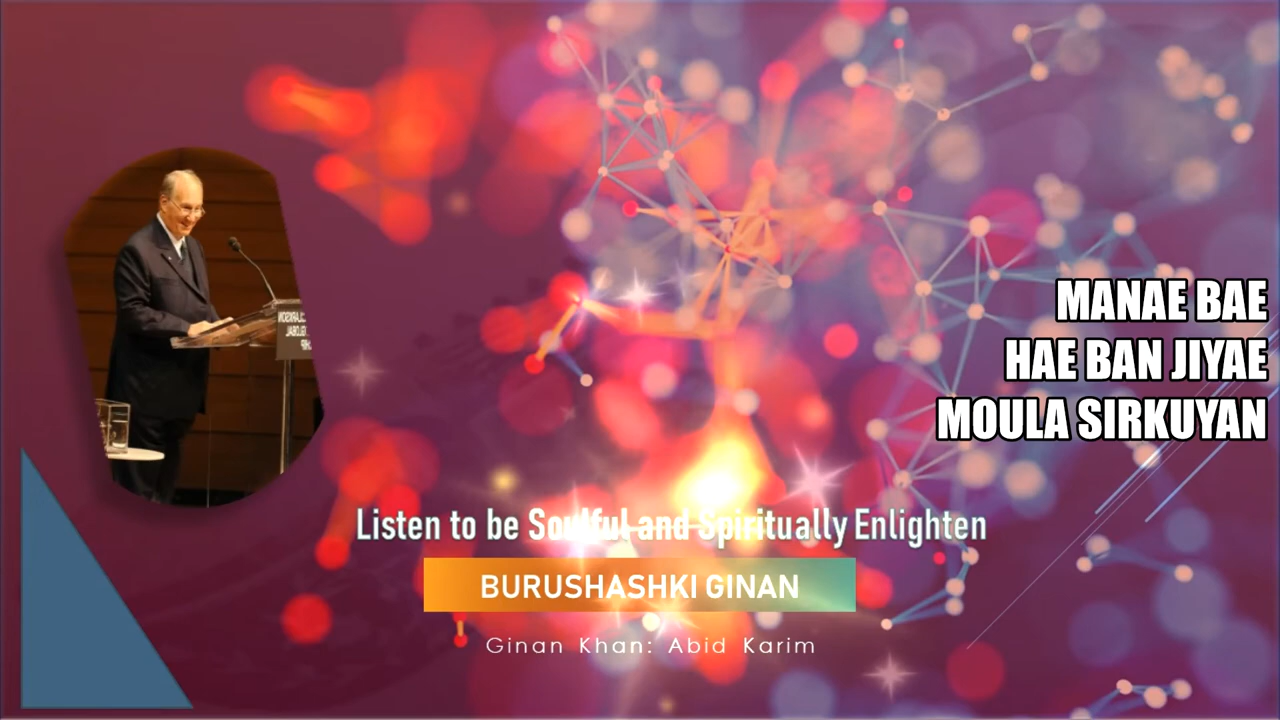 MANAE BAE
HAE BAN JIYAE
MOULA SIRKUYAN
Listen to be Soulful and Spiritually Enlighten
BURUSHASHKI GINAN
Ginan Khan: Abid Karim